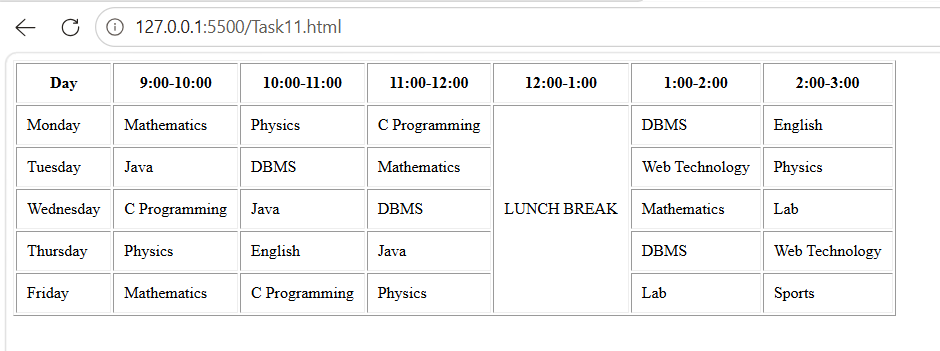 127.0.0.1:5500/Task11.html
Day 9:00-10:00 10:00-11:00 11:00-12:00 12:00-1:00 1:00-2:00 2:00-3:00
Monday Mathematics Physics C Programming DBMS English
Tuesday Java DBMS Mathematics Web Technology Physics
Wednesday C Programming Java DBMS LUNCH BREAK Mathematics Lab
Thursday Physics English Java DBMS Web Technology
Friday Mathematics C Programming Physics Lab Sports